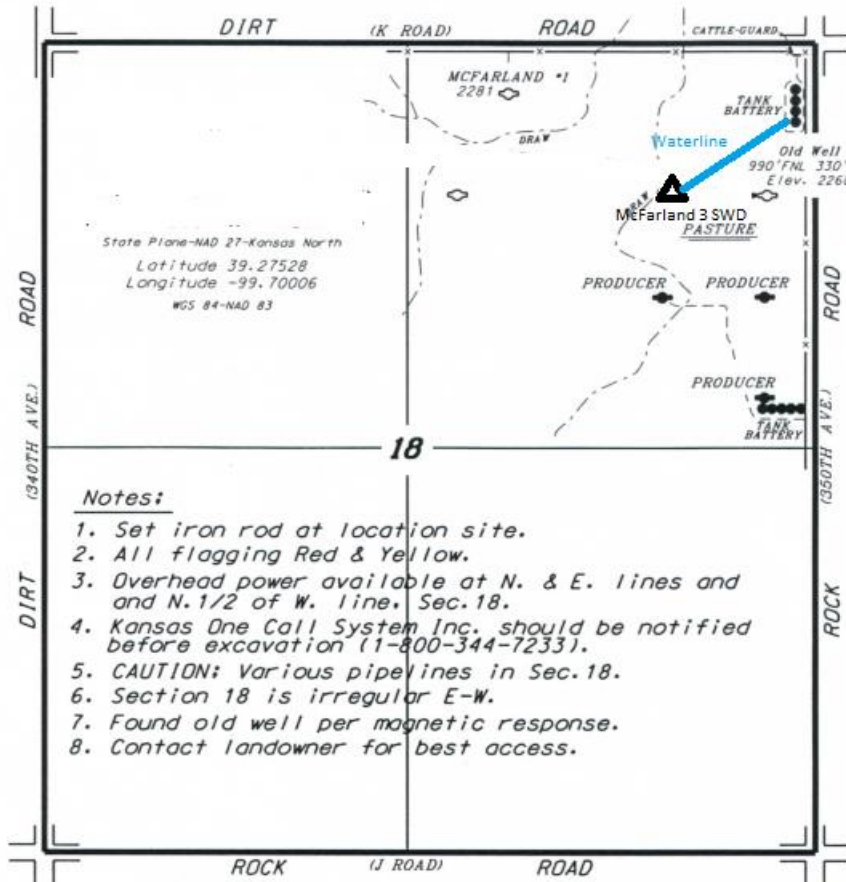 DIRT (K ROAD) ROAD
CATTLE-GUARD
MCFARLAND #1
2281
TANK
BATTERY
DRAW
Waterline
Old Well
990'FNL 330'
Elev. 226
DRAW
McFarland 3 SWD
PASTURE
State Plane-NAD 27-Kansas North
Latitude 39.27528
Longitude -99.70006
WGS 84-NAD 83
PRODUCER PRODUCER
PRODUCER
TANK
BATTERY
ROAD
(340TH AVE.)
DIRT
ROAD
(350TH AVE.)
ROCK
18
Notes:
1. Set iron rod at location site.
2. All flagging Red & Yellow.
3. Overhead power available at N. & E. lines and
and N.1/2 of W. line, Sec.18.
4. Kansas One Call System Inc. should be notified
before excavation (1-800-344-7233).
5. CAUTION: Various pipelines in Sec.18.
6. Section 18 is irregular E-W.
7. Found old well per magnetic response.
8. Contact landowner for best access.
ROCK (J ROAD) ROAD